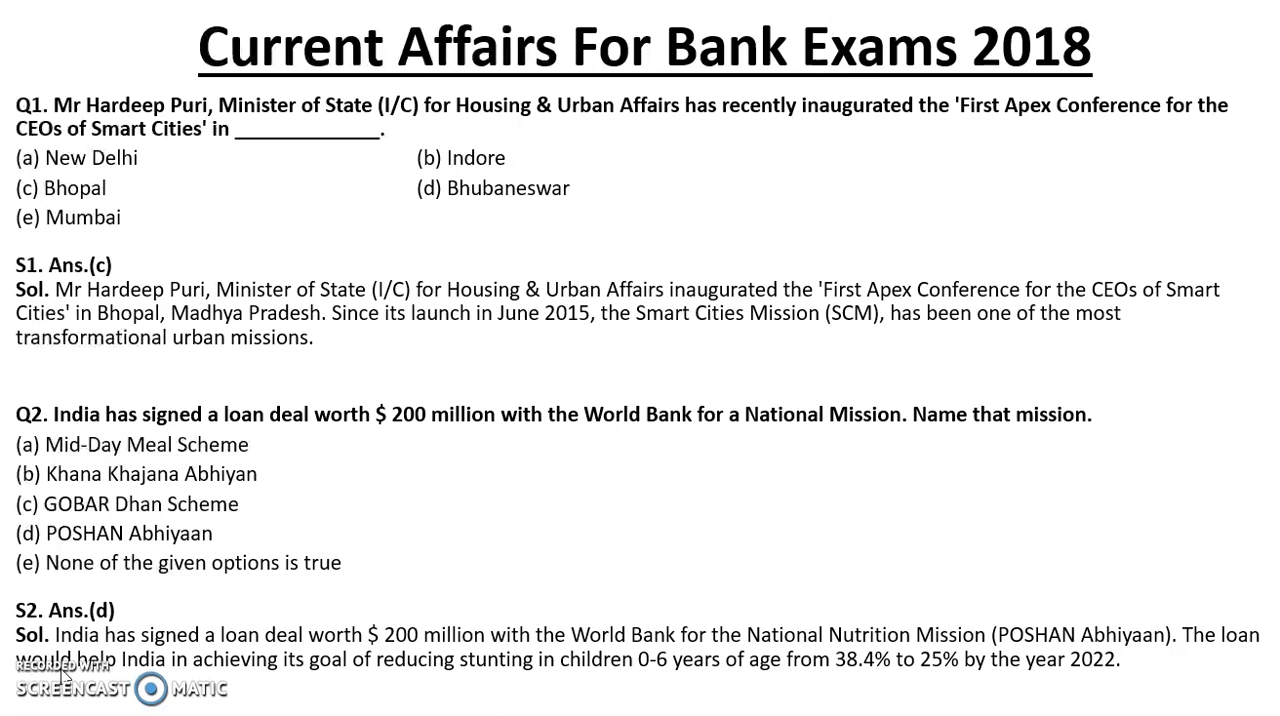 Current Affairs For Bank Exams 2018
Q1. Mr Hardeep Puri, Minister of State (I/C) for Housing & Urban Affairs has recently inaugurated the 'First Apex Conference for the
CEOs of Smart Cities' in ______________.
(a) New Delhi (b) Indore
(c) Bhopal (d) Bhubaneswar
(e) Mumbai
S1. Ans.(c)
Sol. Mr Hardeep Puri, Minister of State (I/C) for Housing & Urban Affairs inaugurated the 'First Apex Conference for the CEOs of Smart
Cities' in Bhopal, Madhya Pradesh. Since its launch in June 2015, the Smart Cities Mission (SCM), has been one of the most
transformational urban missions.
Q2. India has signed a loan deal worth $ 200 million with the World Bank for a National Mission. Name that mission.
(a) Mid-Day Meal Scheme
(b) Khana Khajana Abhiyan
(c) GOBAR Dhan Scheme
(d) POSHAN Abhiyaan
(e) None of the given options is true
S2. Ans.(d)
Sol. India has signed a loan deal worth $ 200 million with the World Bank for the National Nutrition Mission (POSHAN Abhiyaan). The loan
would help India in achieving its goal of reducing stunting in children 0-6 years of age from 38.4% to 25% by the year 2022.
RECORDED WITH
SCREENCAST MATIC